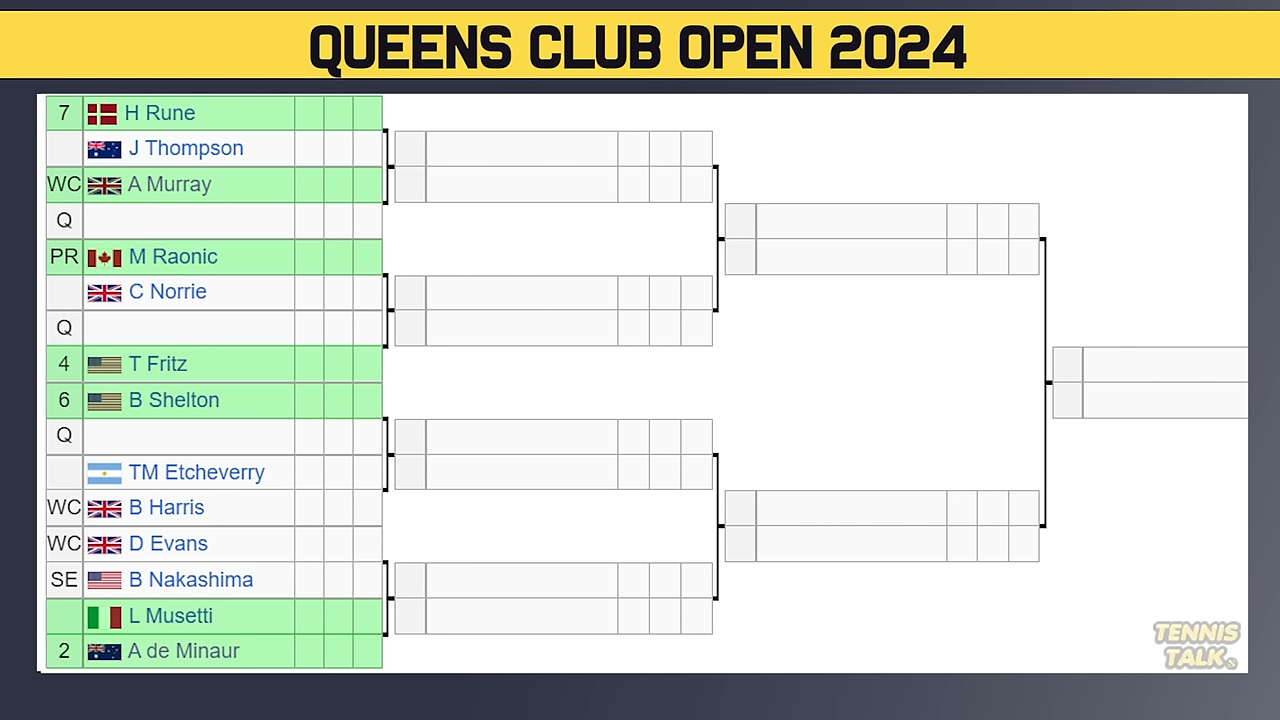 QUEENS CLUB OPEN 2024
7 H Rune
J Thompson
WC A Murray
Q
PR M Raonic
C Norrie
Q
4 T Fritz
6 B Shelton
Q
TM Etcheverry
WC B Harris
WC D Evans
SE B Nakashima
L Musetti
2 A de Minaur
TENNIS
TALK